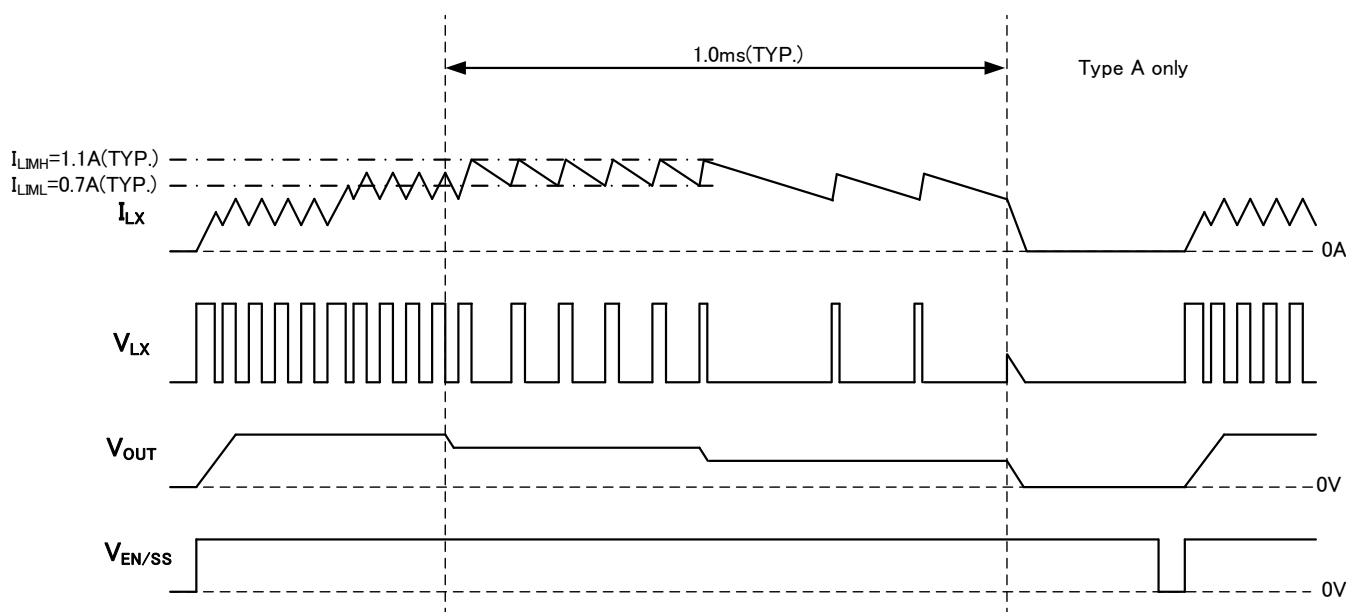 1.0ms(TYP.)
Type A only
I_LIMH=1.1A(TYP.)
I_LIML=0.7A(TYP.)
I_LX
0A
V_LX
V_OUT
0V
V_EN/SS
0V